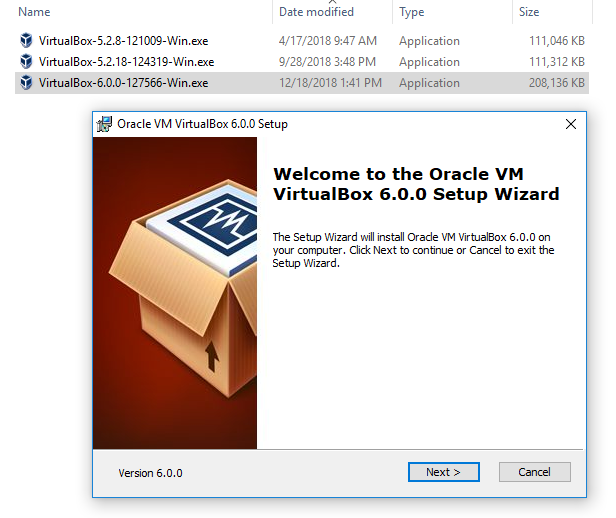 Name Date modified Type Size
VirtualBox-5.2.8-121009-Win.exe 4/17/2018 9:47 AM Application 111,046 KB
VirtualBox-5.2.18-124319-Win.exe 9/28/2018 3:48 PM Application 111,312 KB
VirtualBox-6.0.0-127566-Win.exe 12/18/2018 1:41 PM Application 208,136 KB
Oracle VM VirtualBox 6.0.0 Setup
Welcome to the Oracle VM
VirtualBox 6.0.0 Setup Wizard
The Setup Wizard will install Oracle VM VirtualBox 6.0.0 on
your computer. Click Next to continue or Cancel to exit the
Setup Wizard.
Version 6.0.0
Next >
Cancel